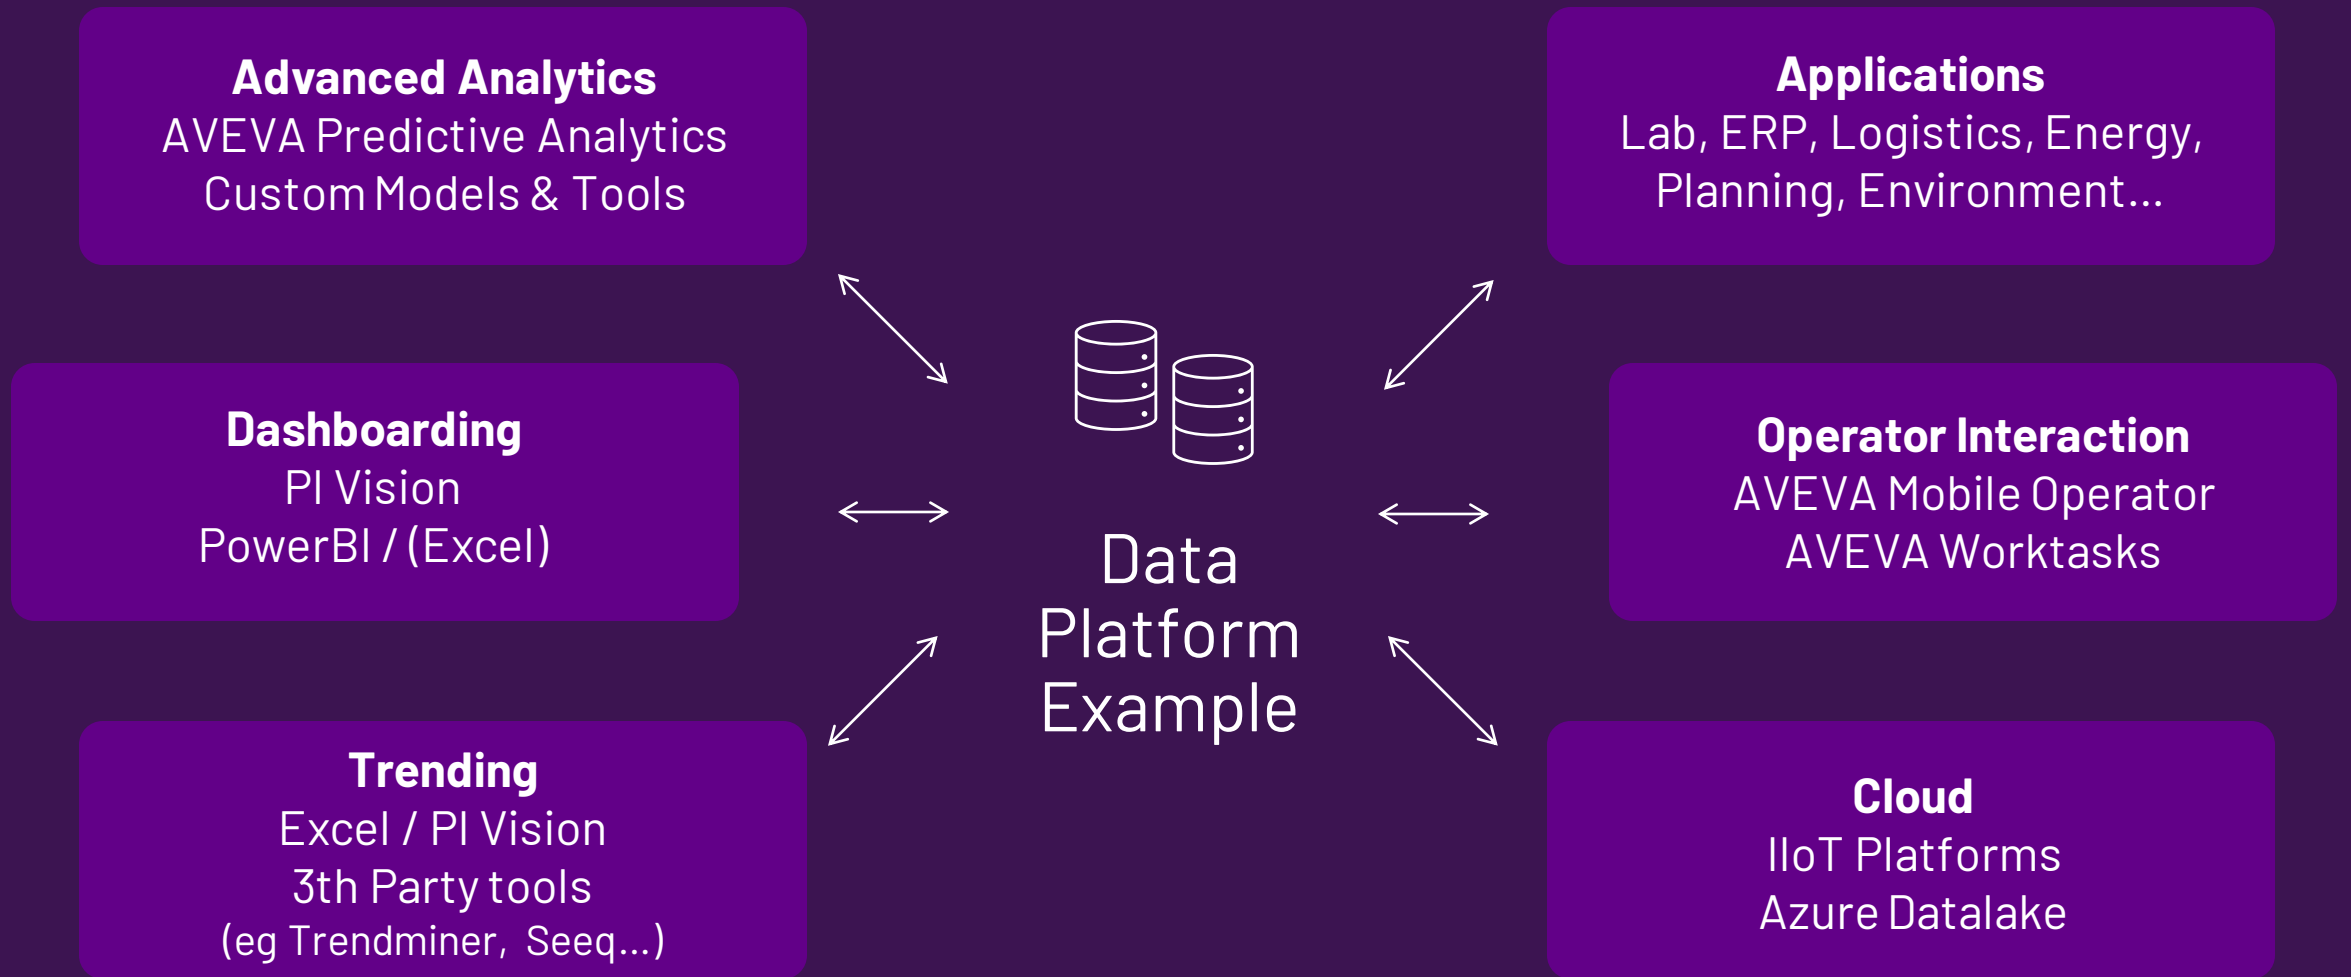 Advanced Analytics
AVEVA Predictive Analytics
Custom Models & Tools
Dashboarding
PI Vision
PowerBI / (Excel)
Trending
Excel / PI Vision
3th Party tools
(eg Trendminer, Seeq...)
Data
Platform
Example
Applications
Lab, ERP, Logistics, Energy,
Planning, Environment...
Operator Interaction
AVEVA Mobile Operator
AVEVA Worktasks
Cloud
IIoT Platforms
Azure Datalake